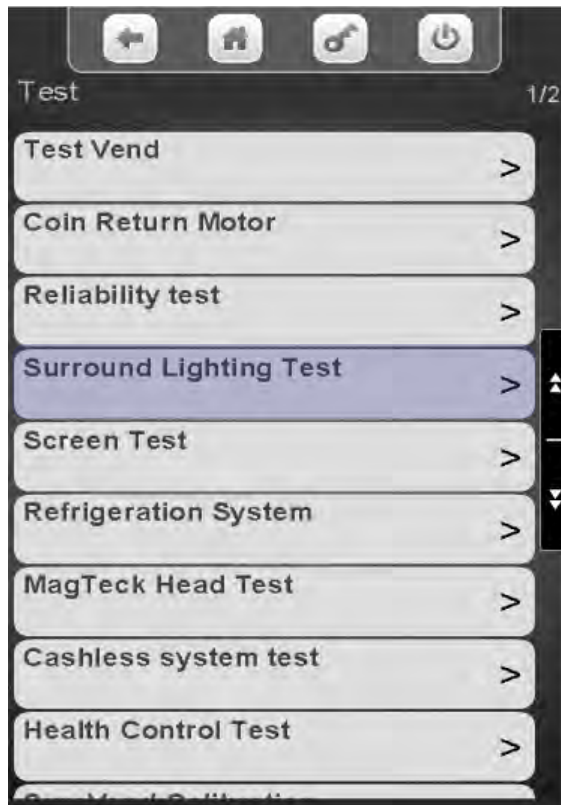 Test 1/2
Test Vend >
Coin Return Motor >
Reliability test >
Surround Lighting Test >
Screen Test >
Refrigeration System >
MagTeck Head Test >
Cashless system test >
Health Control Test >